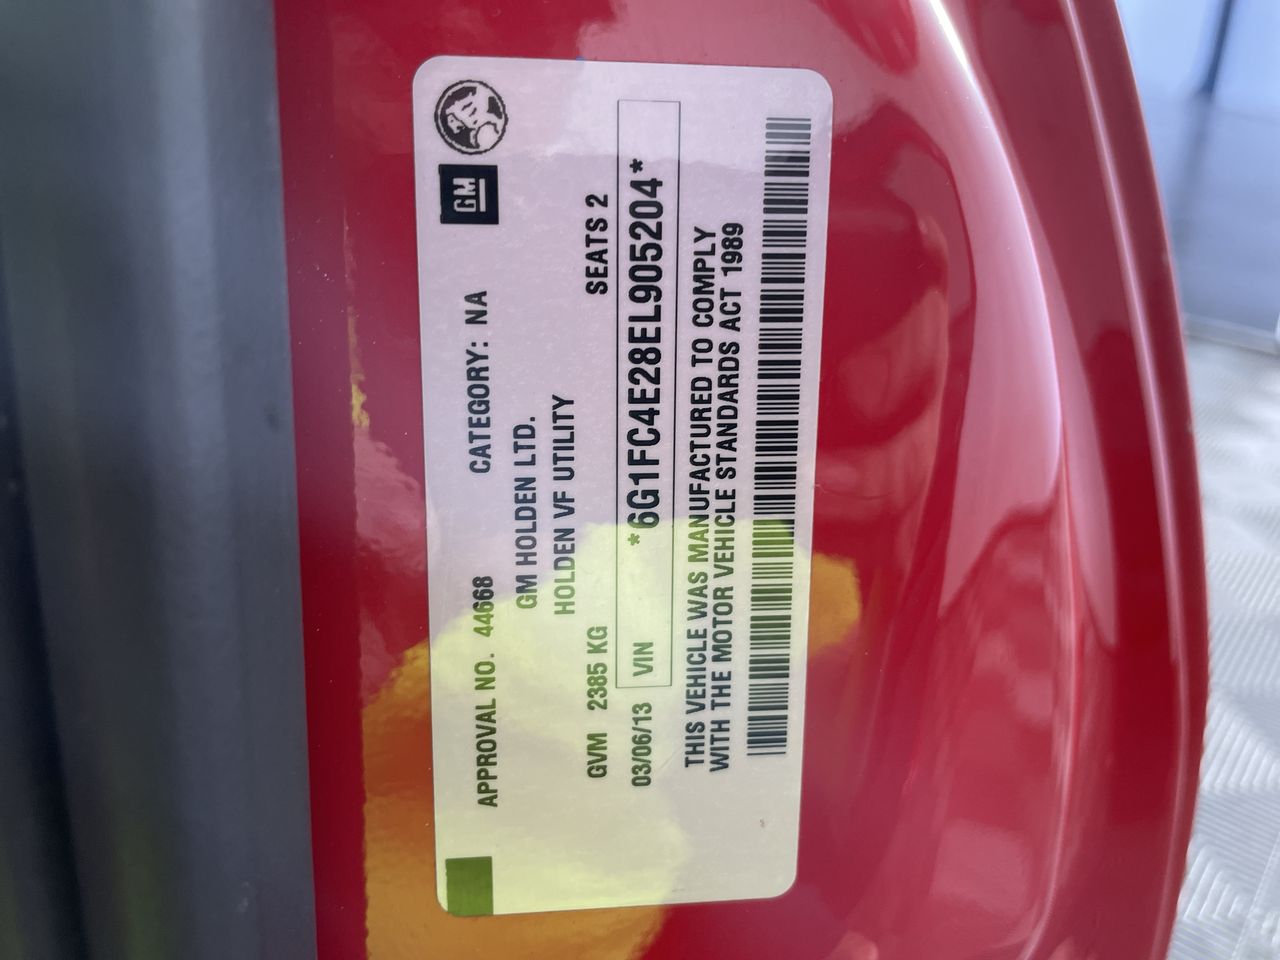 GM
APPROVAL NO. 44668 CATEGORY: NA
GM HOLDEN LTD.
HOLDEN VF UTILITY
GVM 2385 KG SEATS 2
03/06/13 VIN *6G1FC4E28EL905204*
THIS VEHICLE WAS MANUFACTURED TO COMPLY
WITH THE MOTOR VEHICLE STANDARDS ACT 1989